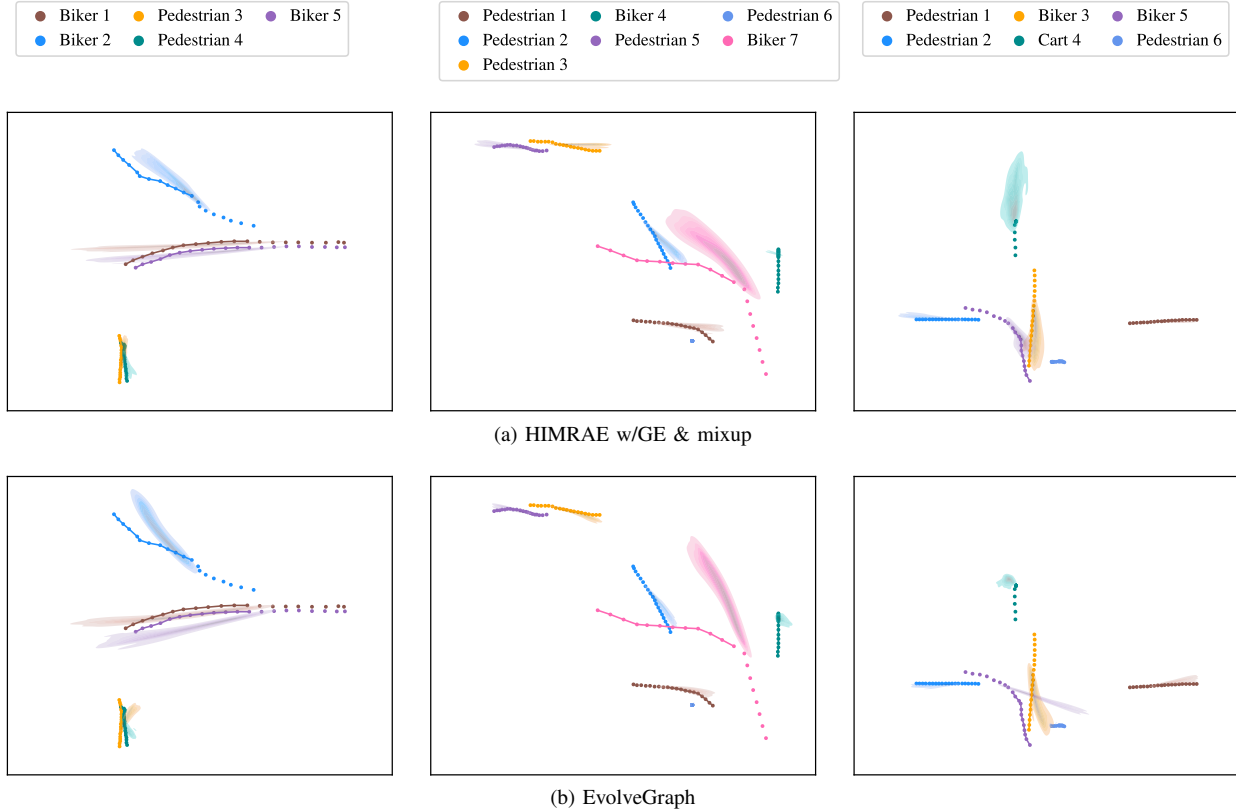 Biker 1 Pedestrian 3 Biker 5
Biker 2 Pedestrian 4
Pedestrian 1 Biker 4 Pedestrian 6
Pedestrian 2 Pedestrian 5 Biker 7
Pedestrian 3
Pedestrian 1 Biker 3 Biker 5
Pedestrian 2 Cart 4 Pedestrian 6
(a) HIMRAE w/GE & mixup
(b) EvolveGraph